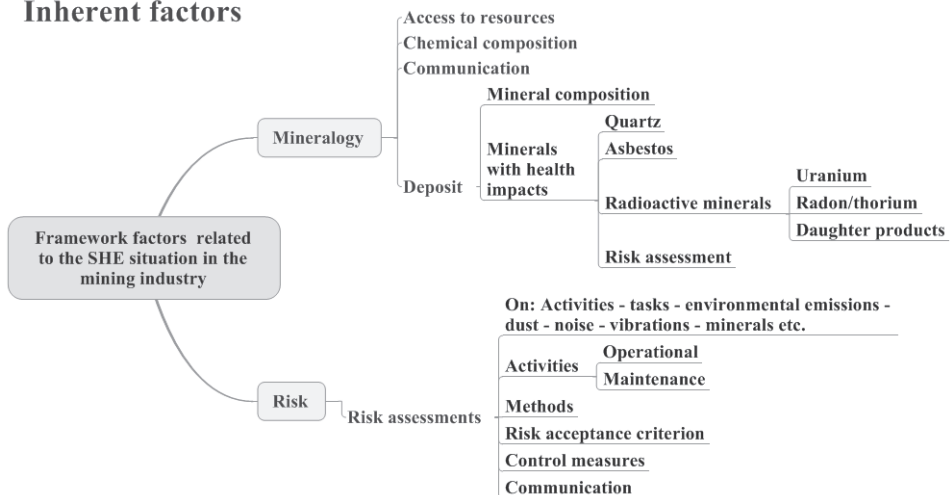 Inherent factors
Access to resources
Chemical composition
Communication
Mineralogy
Deposit
Mineral composition
Minerals
with health
impacts
Quartz
Asbestos
Radioactive minerals
Uranium
Radon/thorium
Daughter products
Risk assessment
Framework factors related
to the SHE situation in the
mining industry
Risk
Risk assessments
On: Activities - tasks - environmental emissions -
dust - noise - vibrations - minerals etc.
Activities
Operational
Maintenance
Methods
Risk acceptance criterion
Control measures
Communication